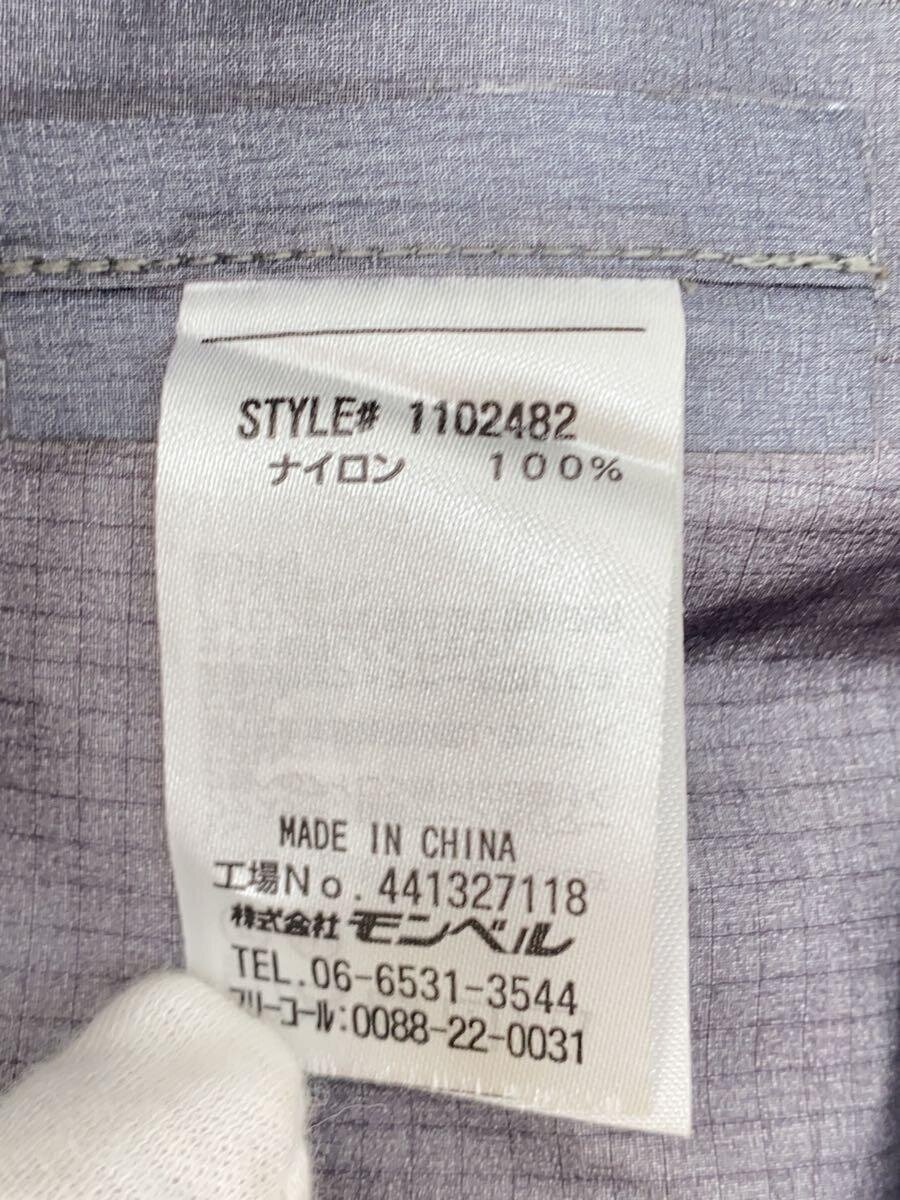 STYLE# 1102482
ナイロン 100%
MADE IN CHINA
工場No.441327118
株式会社モンベル
TEL.06-6531-3544
フリーコール:0088-22-0031